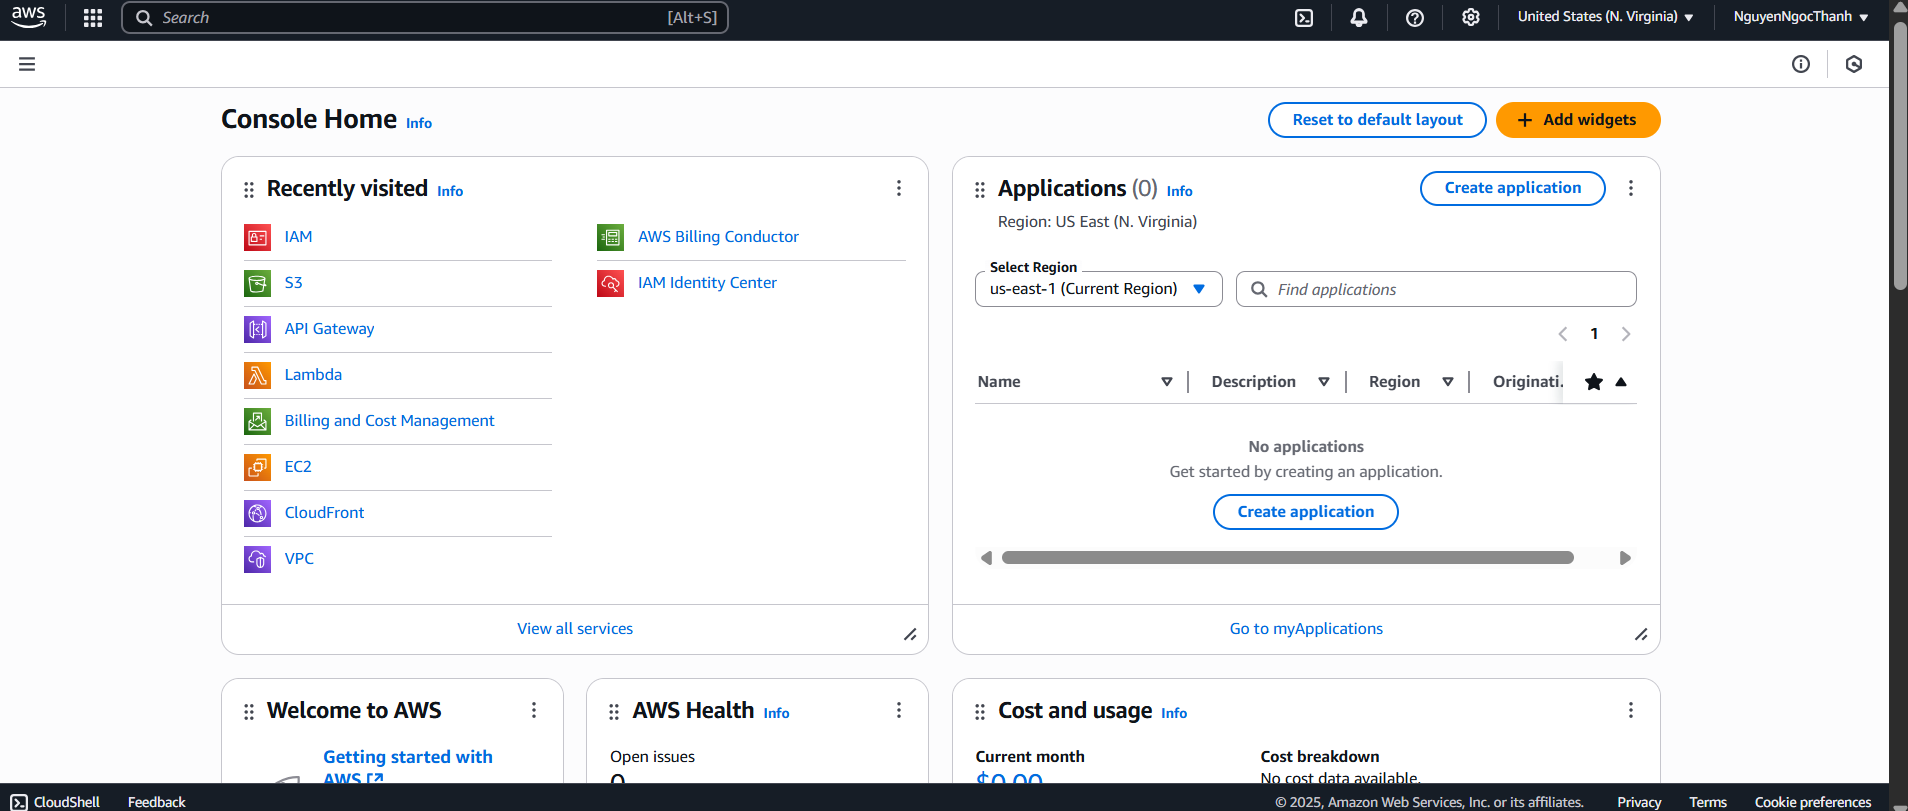 aws
Search
[Alt+S]
United States (N. Virginia)
NguyenNgocThanh
Console Home Info
Reset to default layout
Add widgets
Recently visited Info
IAM
S3
API Gateway
Lambda
Billing and Cost Management
EC2
CloudFront
VPC
AWS Billing Conductor
IAM Identity Center
View all services
Applications (0) Info
Create application
Region: US East (N. Virginia)
Select Region
us-east-1 (Current Region)
Find applications
1
Name
Description
Region
Originati.
No applications
Get started by creating an application.
Create application
Go to myApplications
Welcome to AWS
Getting started with
AWS
AWS Health Info
Open issues
0
Cost and usage Info
Current month
$0.00
Cost breakdown
No cost data available.
CloudShell
Feedback
© 2025, Amazon Web Services, Inc. or its affiliates.
Privacy
Terms
Cookie preferences